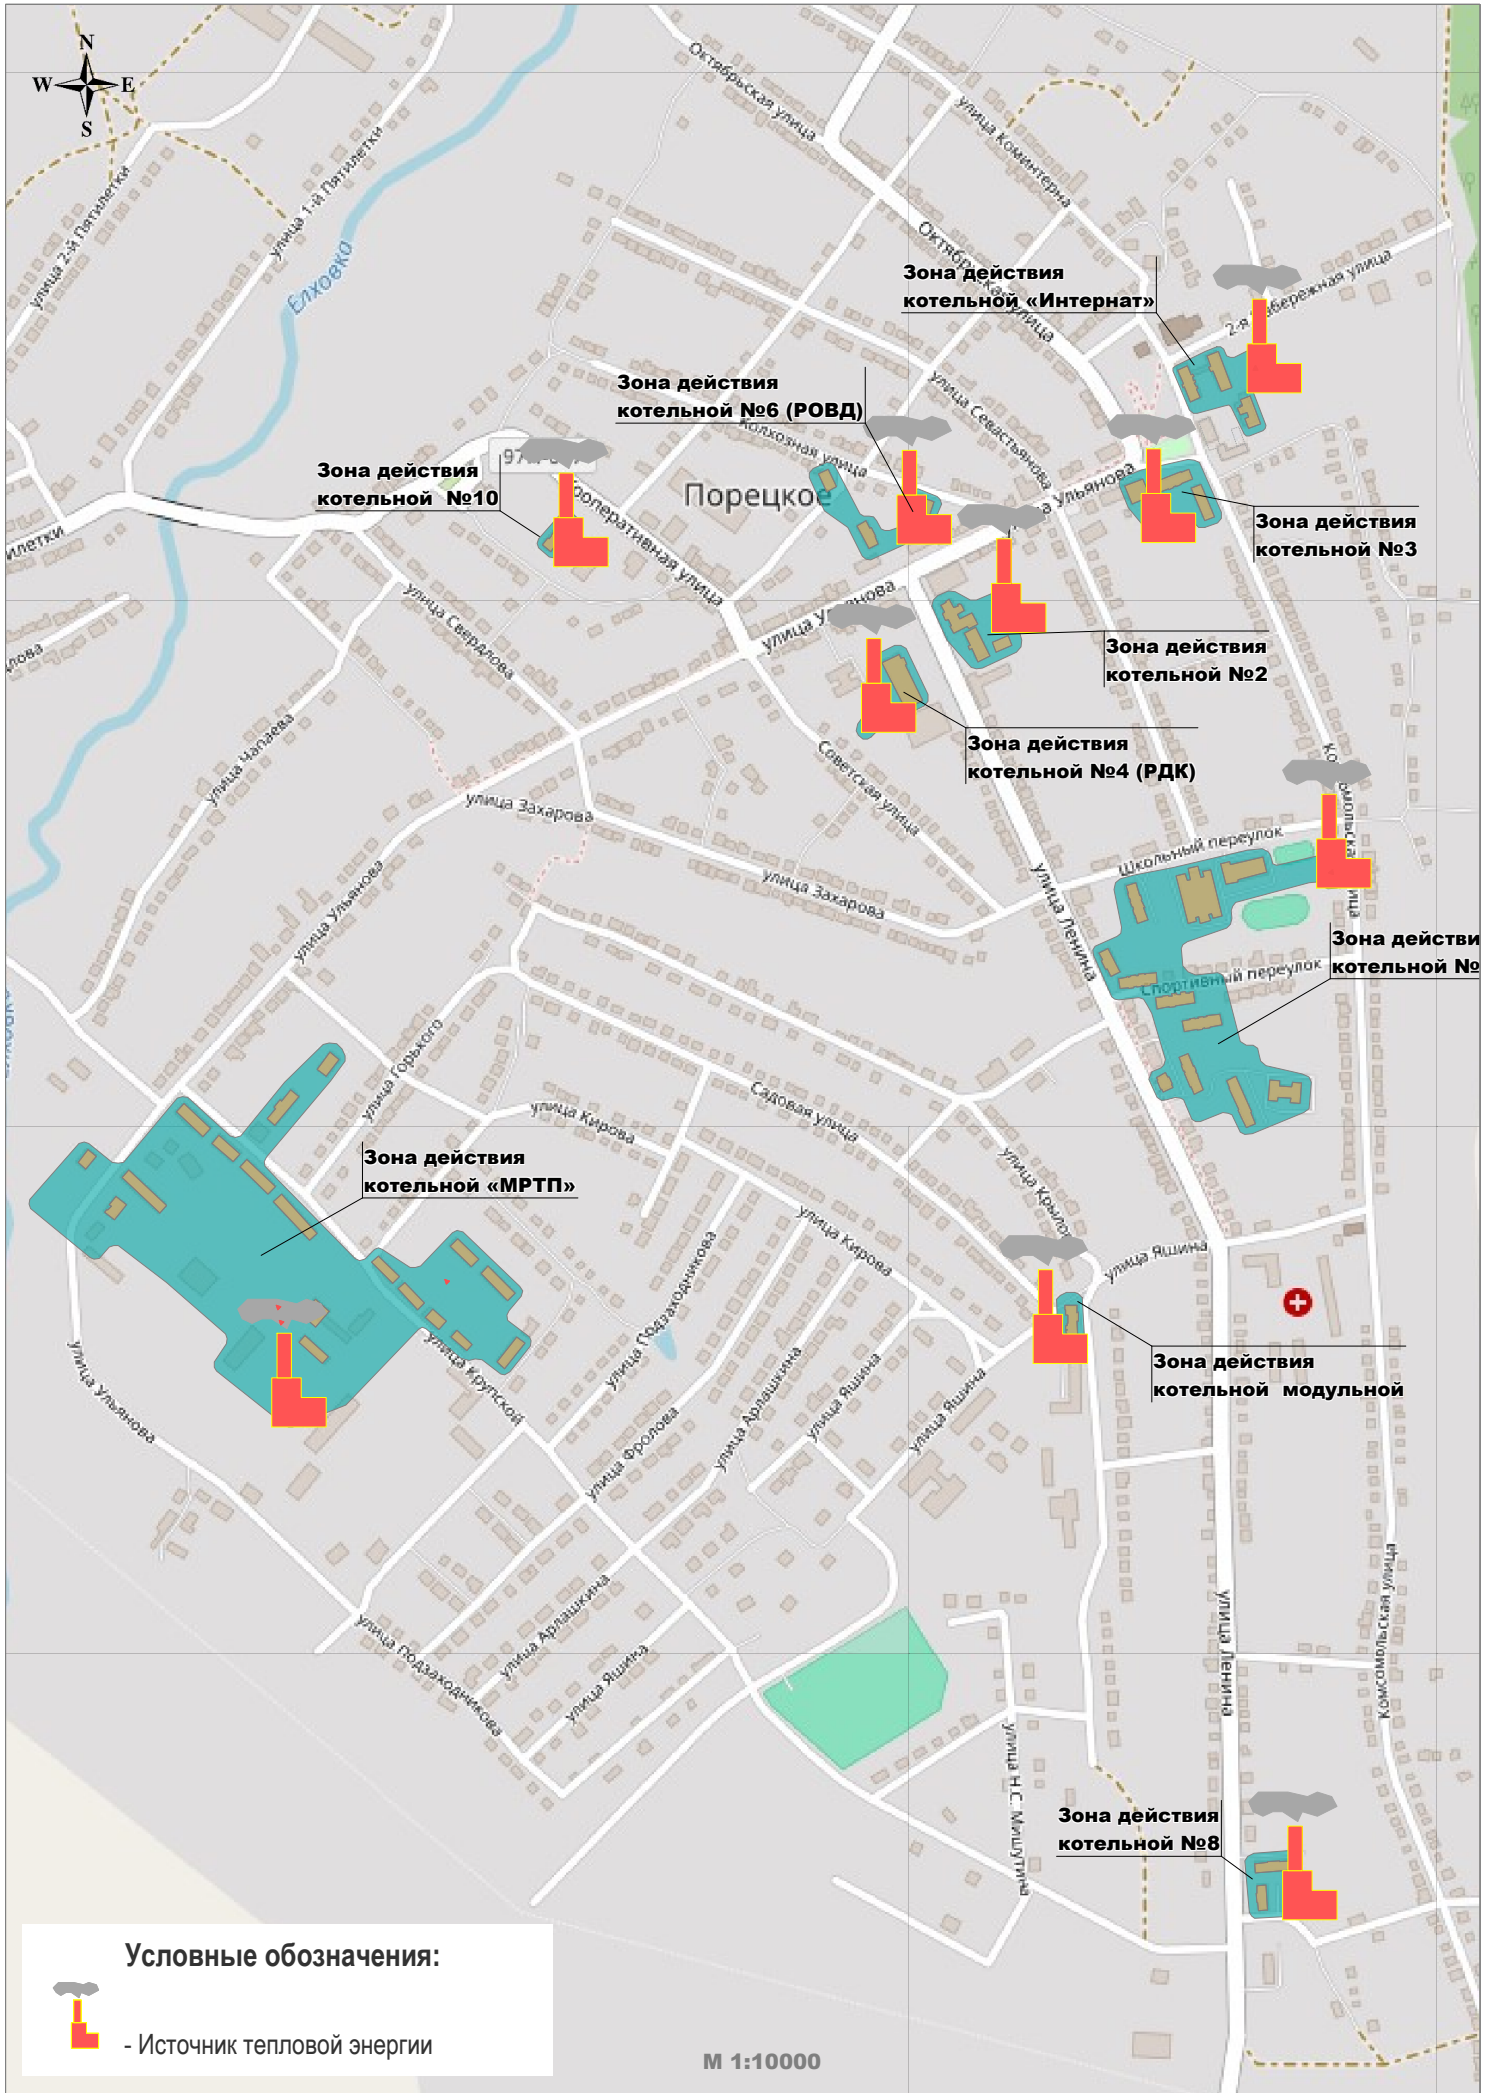 N
W E
S
Октябрьская улица
улица Коминтерна
улица 2-й Пятилетки
улица 1-й Пятилетки
Елховка
Октябрьская улица
Зона действия
котельной «Интернат»
2-я Набережная улица
Зона действия
котельной №6 (РОВД)
улица Севастьянова
Колхозная улица
Зона действия
котельной №10
Порецкое
Кооперативная улица
Ульянова
Зона действия
котельной №3
улица Свердлова
улица Ульянова
Зона действия
котельной №2
Зона действия
котельной №4 (РДК)
улица Чапаева
улица Захарова
Советская улица
Школьный переулок
улица Ульянова
улица Захарова
улица Ленина
Зона действи
котельной №
Спортивный переулок
улица Горького
Садовая улица
улица Кирова
Зона действия
котельной «МРТП»
улица Кирова
улица Яшина
улица Подзаходникова
Зона действия
котельной модульной
улица Ульянова
улица Крупской
улица Арлашкина
улица Яшина
улица Яшина
улица Фролова
улица Арлашкина
улица Яшина
улица Подзаходникова
улица Ленина
Комсомольская улица
улица Н.С. Мишутина
Зона действия
котельной №8
Условные обозначения:
- Источник тепловой энергии
М 1:10000